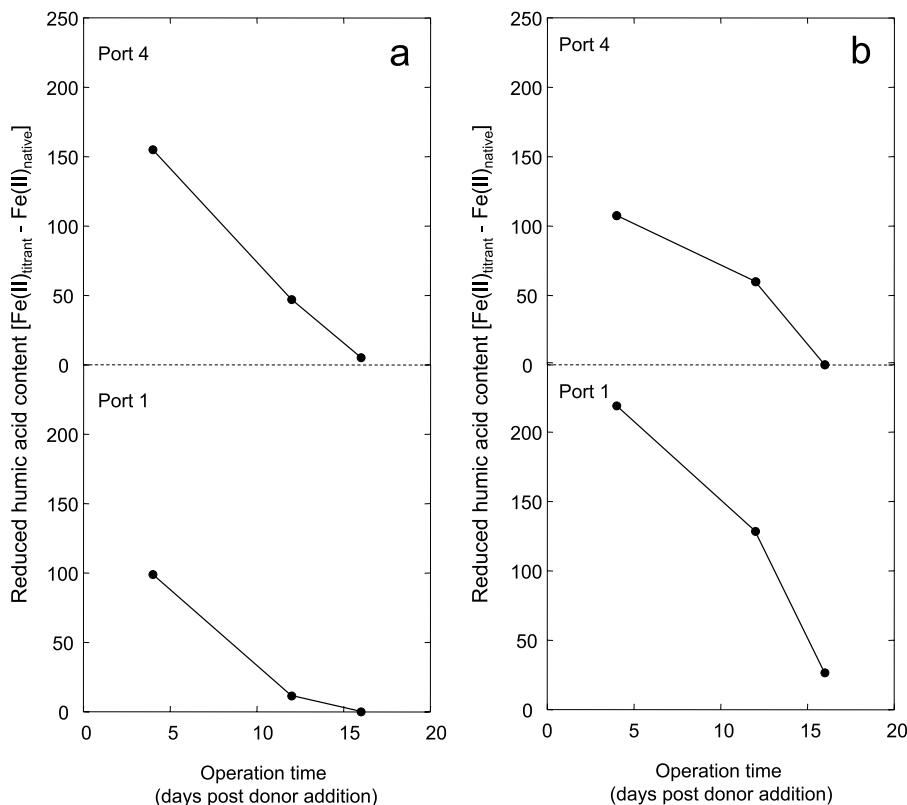 Reduced humic acid content [Fe(II)titrant - Fe(II)native]
Port 4
a
250
200
150
100
50
0
Port 1
200
150
100
50
0
0 5 10 15 20
Operation time
(days post donor addition)
Reduced humic acid content [Fe(II)titrant - Fe(II)native]
Port 4
b
250
200
150
100
50
0
Port 1
200
150
100
50
0
0 5 10 15 20
Operation time
(days post donor addition)